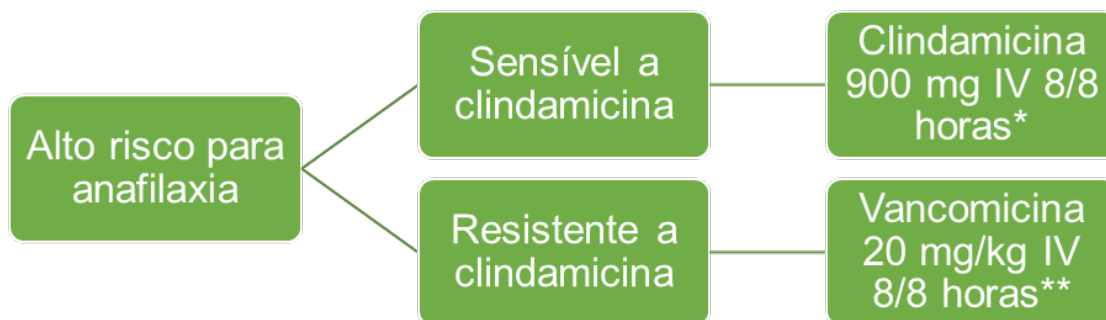 Alto risco para
anafilaxia
Sensível a
clindamicina
Clindamicina
900 mg IV 8/8
horas*
Resistente a
clindamicina
Vancomicina
20 mg/kg IV
8/8 horas**